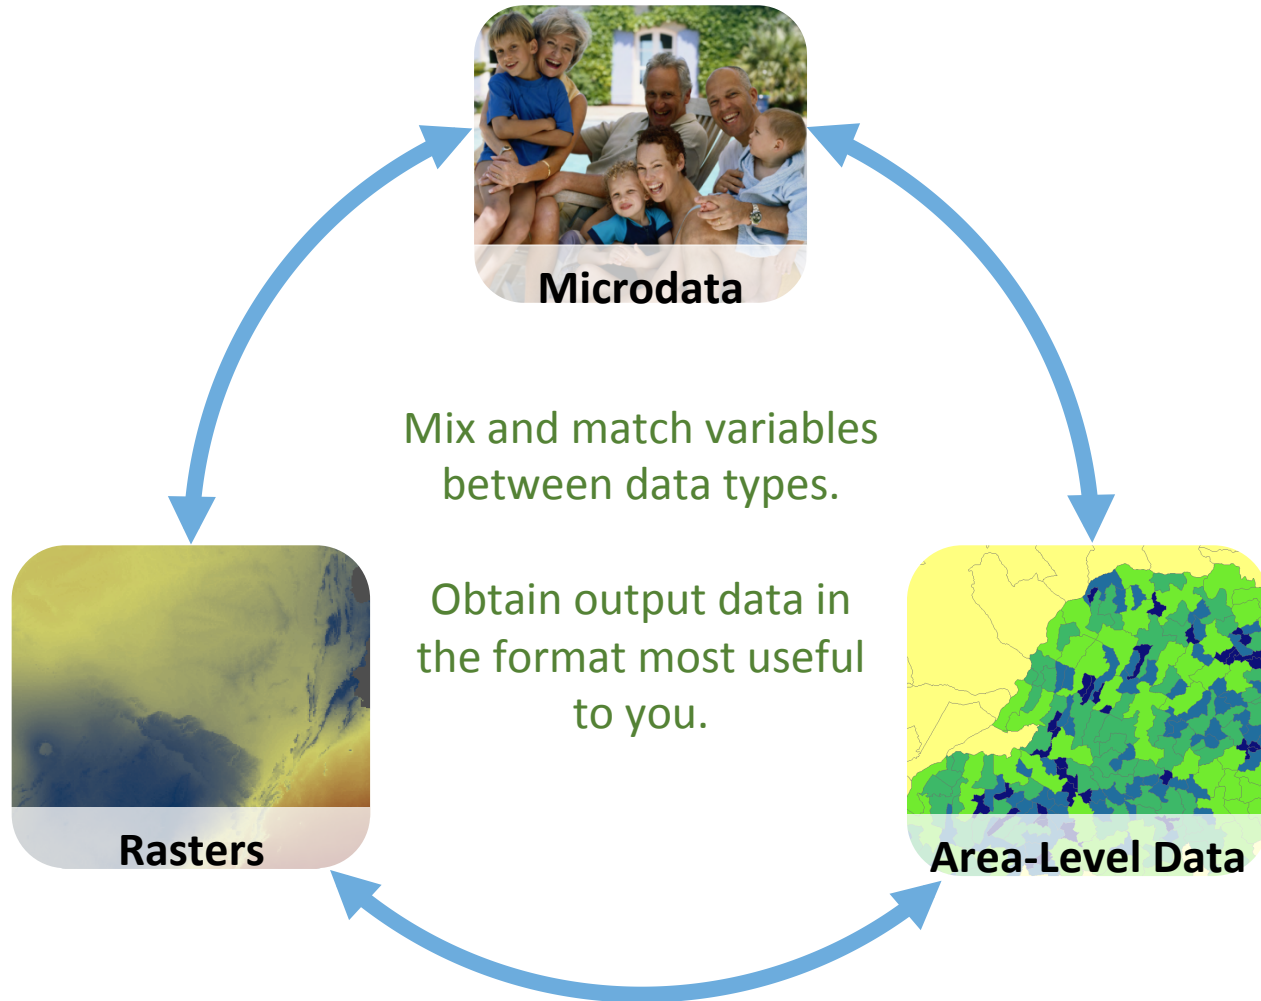 Microdata
Mix and match variables
between data types.
Obtain output data in
the format most useful
to you.
Rasters
Area-Level Data